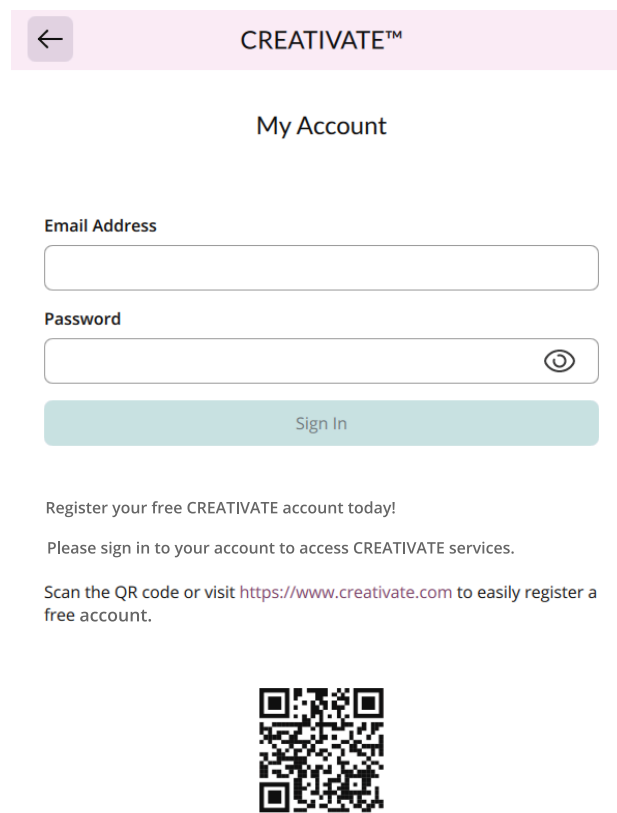 CREATIVATE™
My Account
Email Address
Password
Sign In
Register your free CREATIVATE account today!
Please sign in to your account to access CREATIVATE services.
Scan the QR code or visit https://www.creativate.com to easily register a
free account.